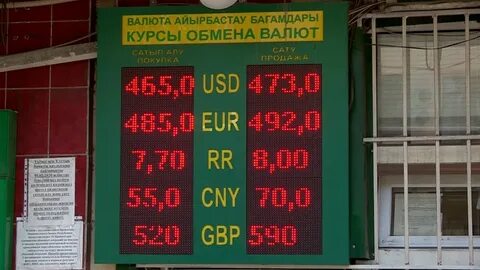 ВАЛЮТА АЙЫРБАСТАУ БАҒАМДАРЫ
КУРСЫ ОБМЕНА ВАЛЮТ
САТЫП АЛУ САТУ
ПОКУПКА ПРОДАЖА
465,0 USD 473,0
485,0 EUR 492,0
7,70 RR 8,00
55,0 CNY 70,0
520 GBP 590